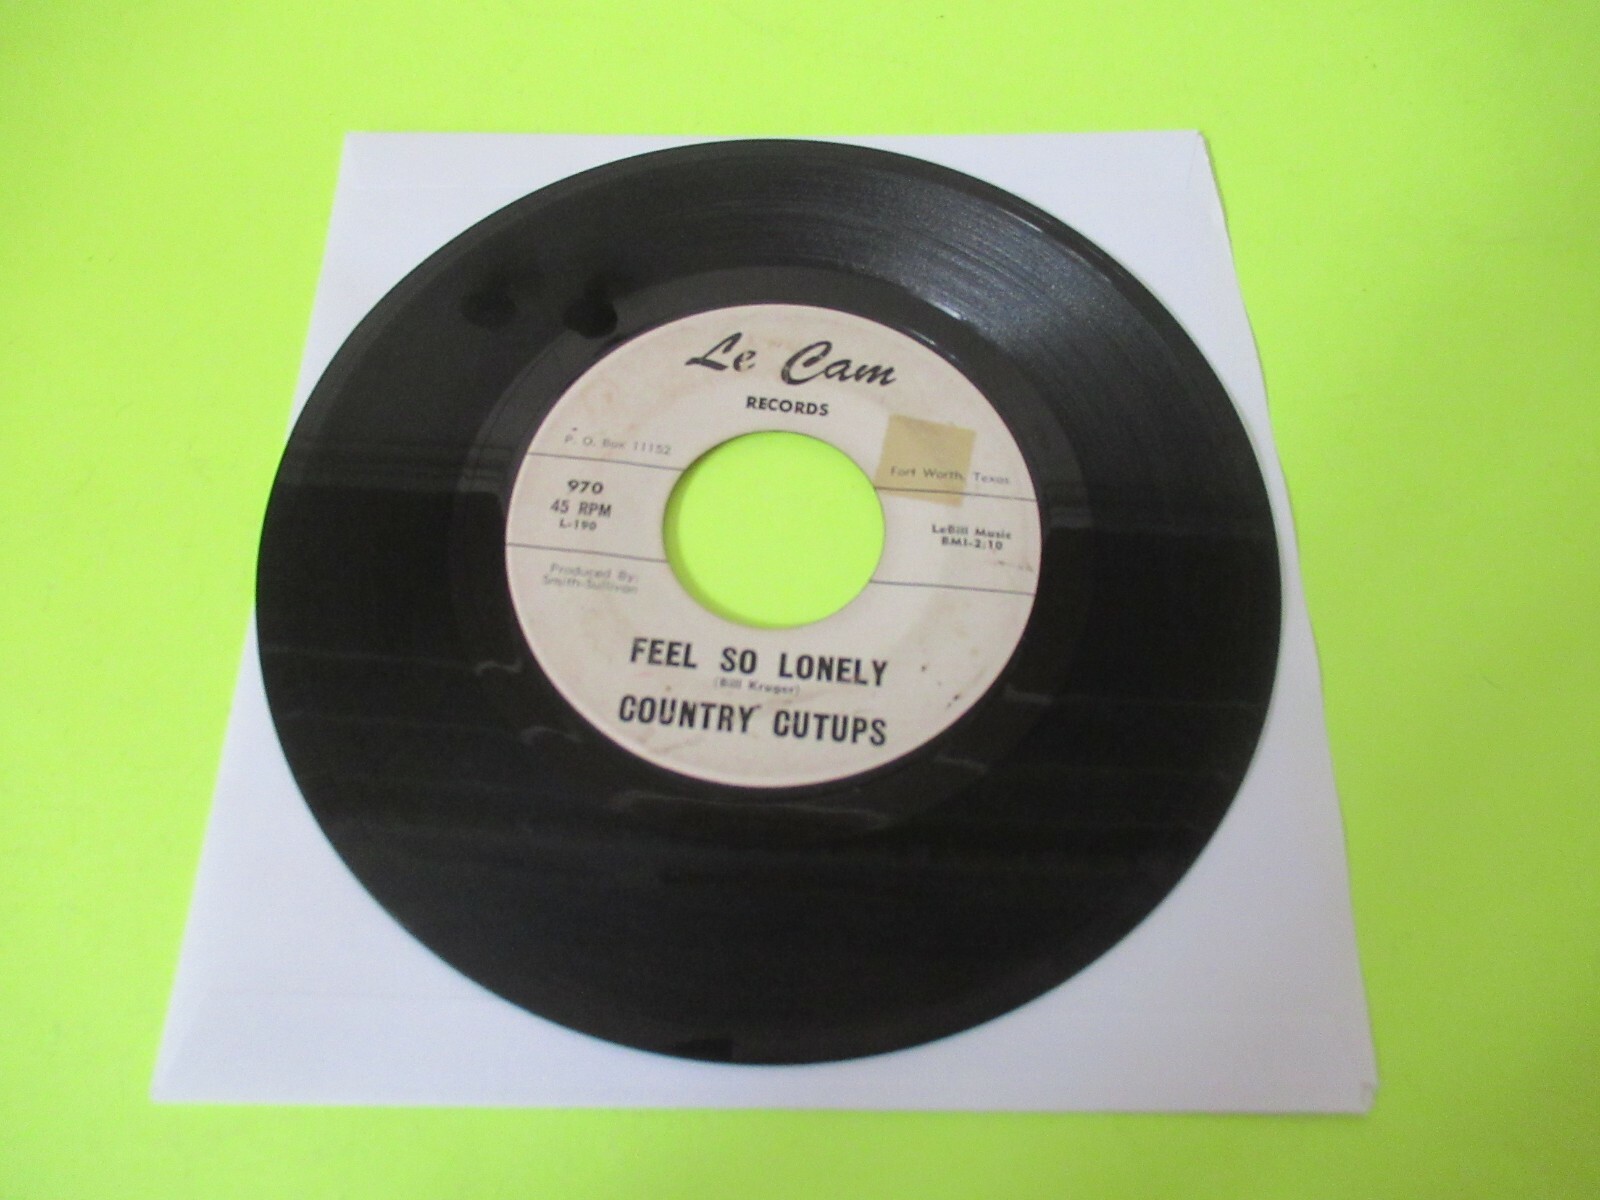 Le Cam
RECORDS
P. O. Box 11152
Fort Worth, Texas
970
45 RPM
L-190
LeBill Music
BMI-2:10
Produced By:
Smith-Sullivan
FEEL SO LONELY
(Bill Kruger)
COUNTRY CUTUPS